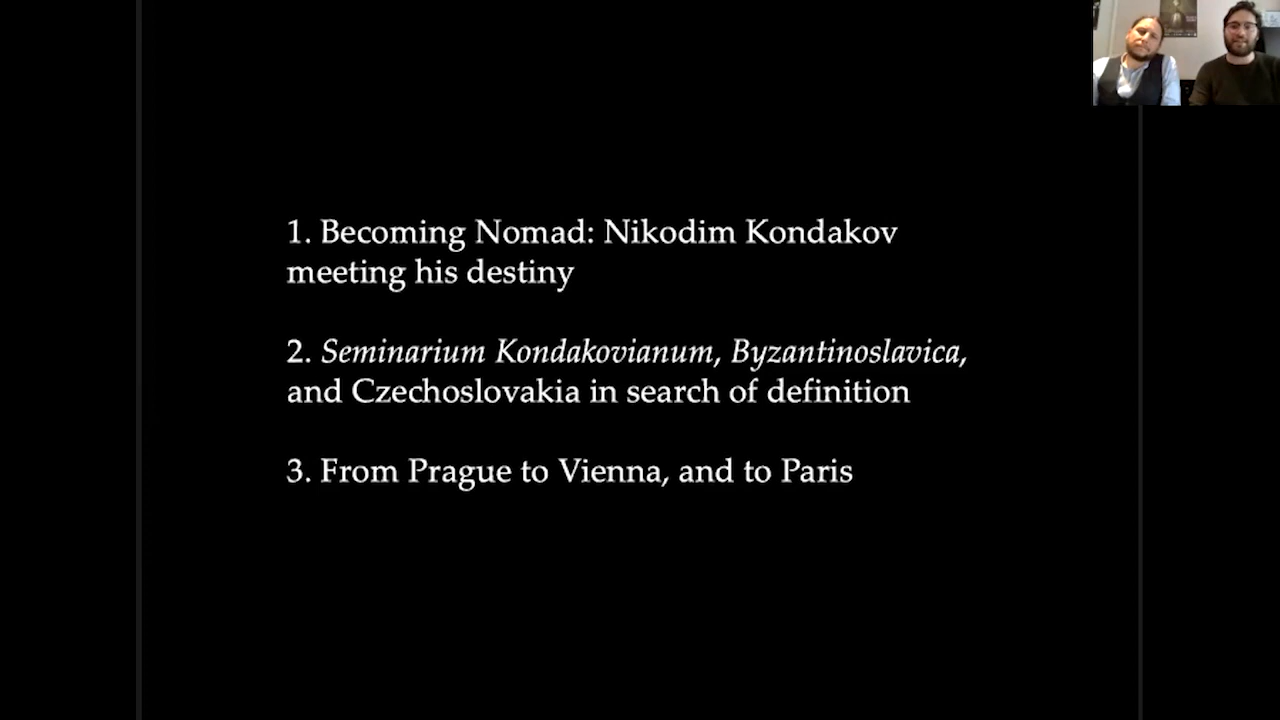 1. Becoming Nomad: Nikodim Kondakov
meeting his destiny
2. Seminarium Kondakovianum, Byzantinoslavica,
and Czechoslovakia in search of definition
3. From Prague to Vienna, and to Paris